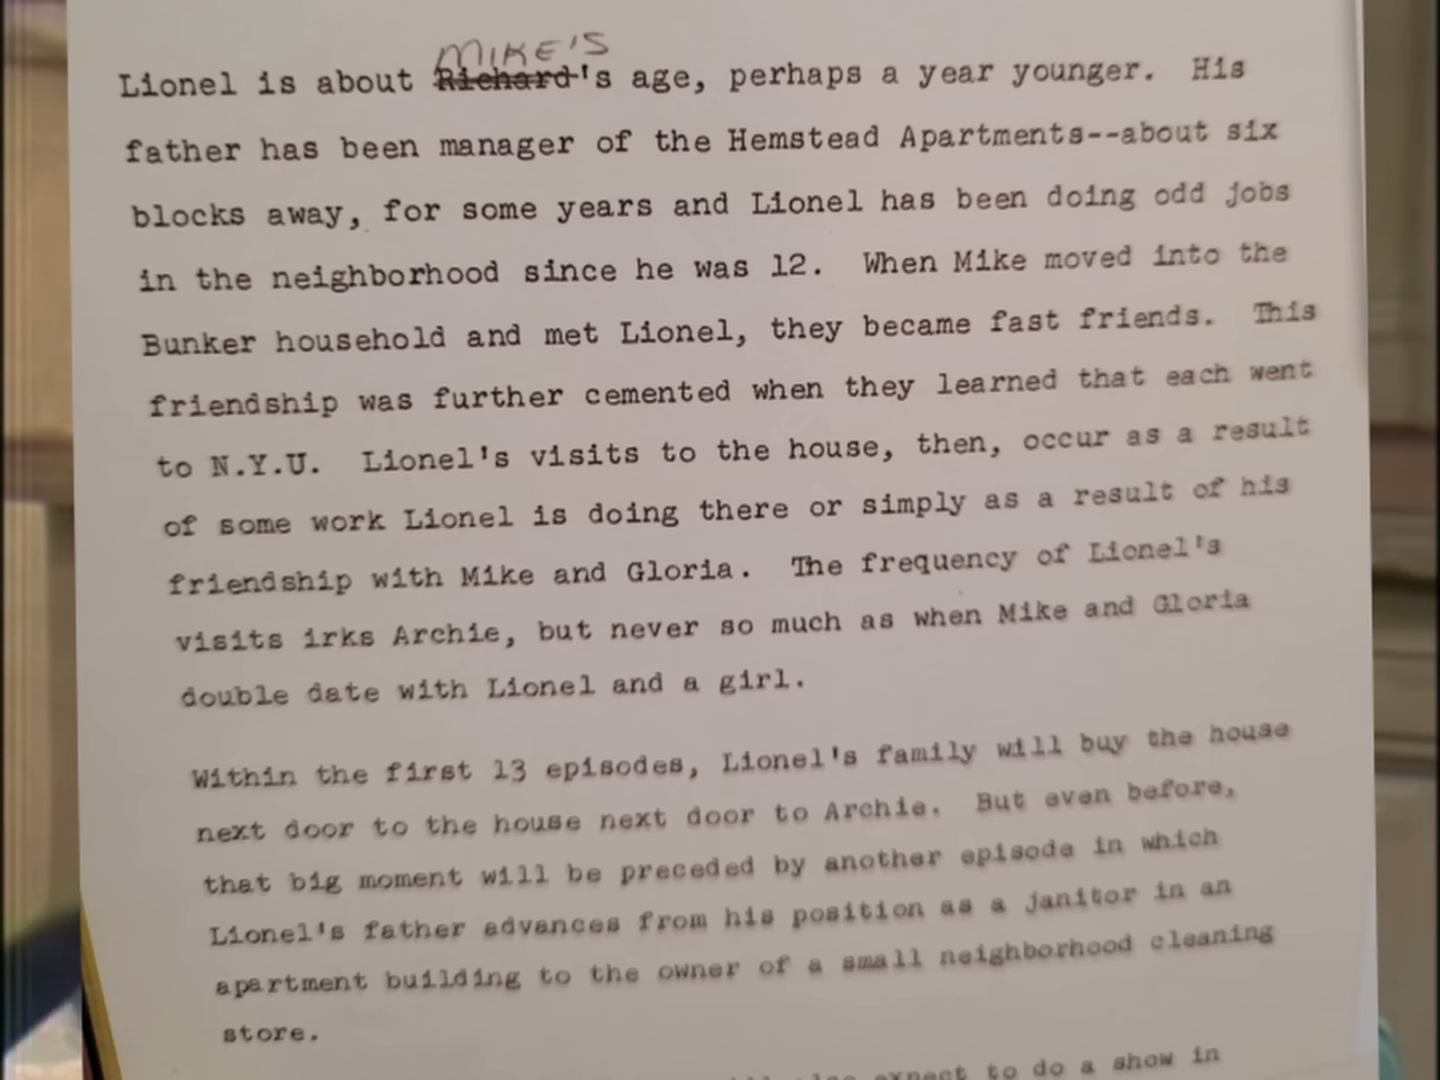 MIKE'S
Lionel is about Richard's age, perhaps a year younger. His
father has been manager of the Hemstead Apartments--about six
blocks away, for some years and Lionel has been doing odd jobs
in the neighborhood since he was 12. When Mike moved into the
Bunker household and met Lionel, they became fast friends. This
friendship was further cemented when they learned that each went
to N.Y.U. Lionel's visits to the house, then, occur as a result
of some work Lionel is doing there or simply as a result of his
friendship with Mike and Gloria. The frequency of Lionel's
visits irks Archie, but never so much as when Mike and Gloria
double date with Lionel and a girl.
Within the first 13 episodes, Lionel's family will buy the house
next door to the house next door to Archie. But even before,
that big moment will be preceded by another episode in which
Lionel's father advances from his position as a janitor in an
apartment building to the owner of a small neighborhood cleaning
store.
expect to do a show in